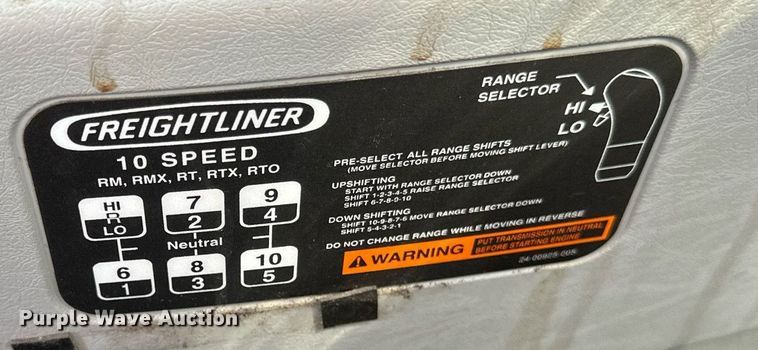 FREIGHTLINER
10 SPEED
RM, RMX, RT, RTX, RTO
HI
R
LO
7
2
9
4
Neutral
6
1
8
3
10
5
RANGE
SELECTOR
HI
LO
PRE-SELECT ALL RANGE SHIFTS
(MOVE SELECTOR BEFORE MOVING SHIFT LEVER)
UPSHIFTING
START WITH RANGE SELECTOR DOWN
SHIFT 1-2-3-4-5 RAISE RANGE SELECTOR
SHIFT 6-7-8-9-10
DOWN SHIFTING
SHIFT 10-9-8-7-6 MOVE RANGE SELECTOR DOWN
SHIFT 5-4-3-2-1
DO NOT CHANGE RANGE WHILE MOVING IN REVERSE
WARNING
PUT TRANSMISSION IN NEUTRAL
BEFORE STARTING ENGINE
24-00925-005
Purple Wave Auction